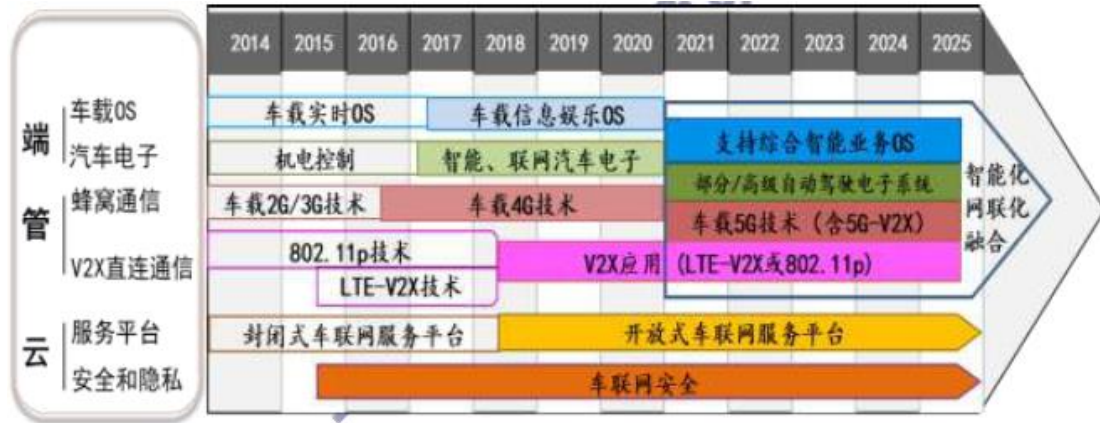 2014 2015 2016 2017 2018 2019 2020 2021 2022 2023 2024 2025
端
车载OS
车载实时OS
车载信息娱乐OS
支持综合智能业务OS
汽车电子
机电控制
智能、联网汽车电子
部分/高级自动驾驶电子系统
管
蜂窝通信
车载2G/3G技术
车载4G技术
车载5G技术（含5G-V2X）
V2X直连通信
802.11p技术
LTE-V2X技术
V2X应用（LTE-V2X或802.11p）
智能化
网联化
融合
云
服务平台
封闭式车联网服务平台
开放式车联网服务平台
安全和隐私
车联网安全